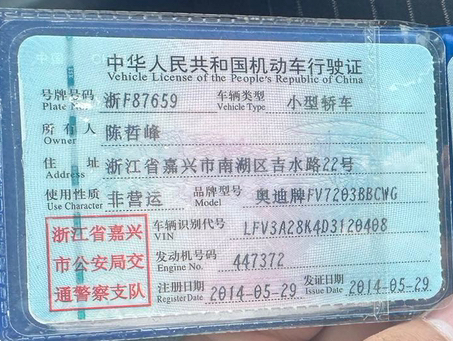 中华人民共和国机动车行驶证
Vehicle License of the People's Republic of China
号牌号码 浙F87659 车辆类型 小型轿车
Plate No. Vehicle Type
所有人 陈哲峰
Owner
住址 浙江省嘉兴市南湖区吉水路22号
Address
使用性质 非营运 品牌型号 奥迪牌FV7203BBCWG
Use Character Model
浙江省嘉兴
市公安局交
通警察支队
车辆识别代号 LFV3A28K4D3120408
VIN
发动机号码 447372
Engine No.
注册日期 2014-05-29 发证日期 2014-05-29
Register Date Issue Date